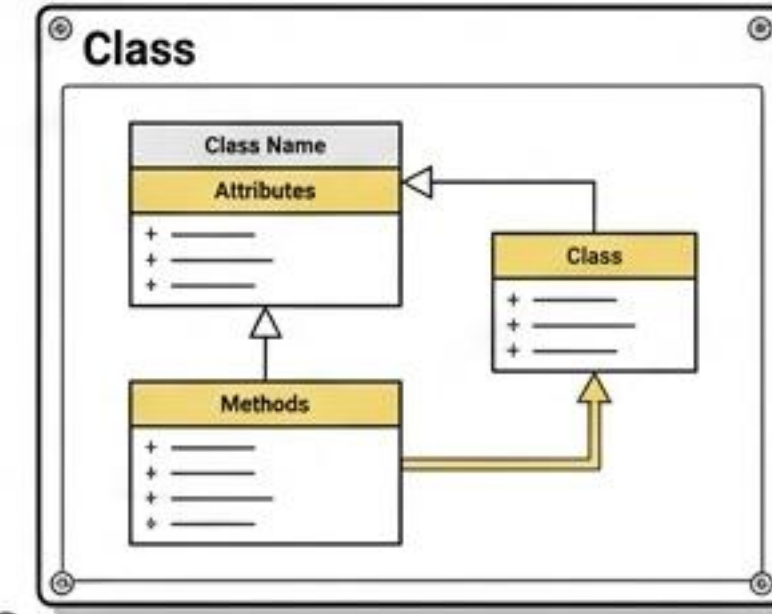 Class
Class Name
Attributes
+
+
+
Class
+
+
+
Methods
+
+
+
+